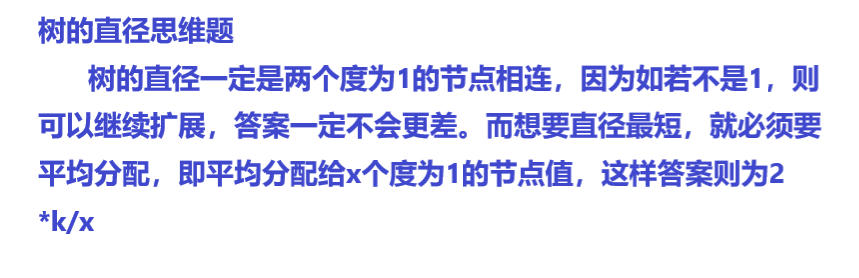 树的直径思维题
树的直径一定是两个度为1的节点相连，因为如若不是1，则
可以继续扩展，答案一定不会更差。而想要直径最短，就必须要
平均分配，即平均分配给x个度为1的节点值，这样答案则为2
*k/x